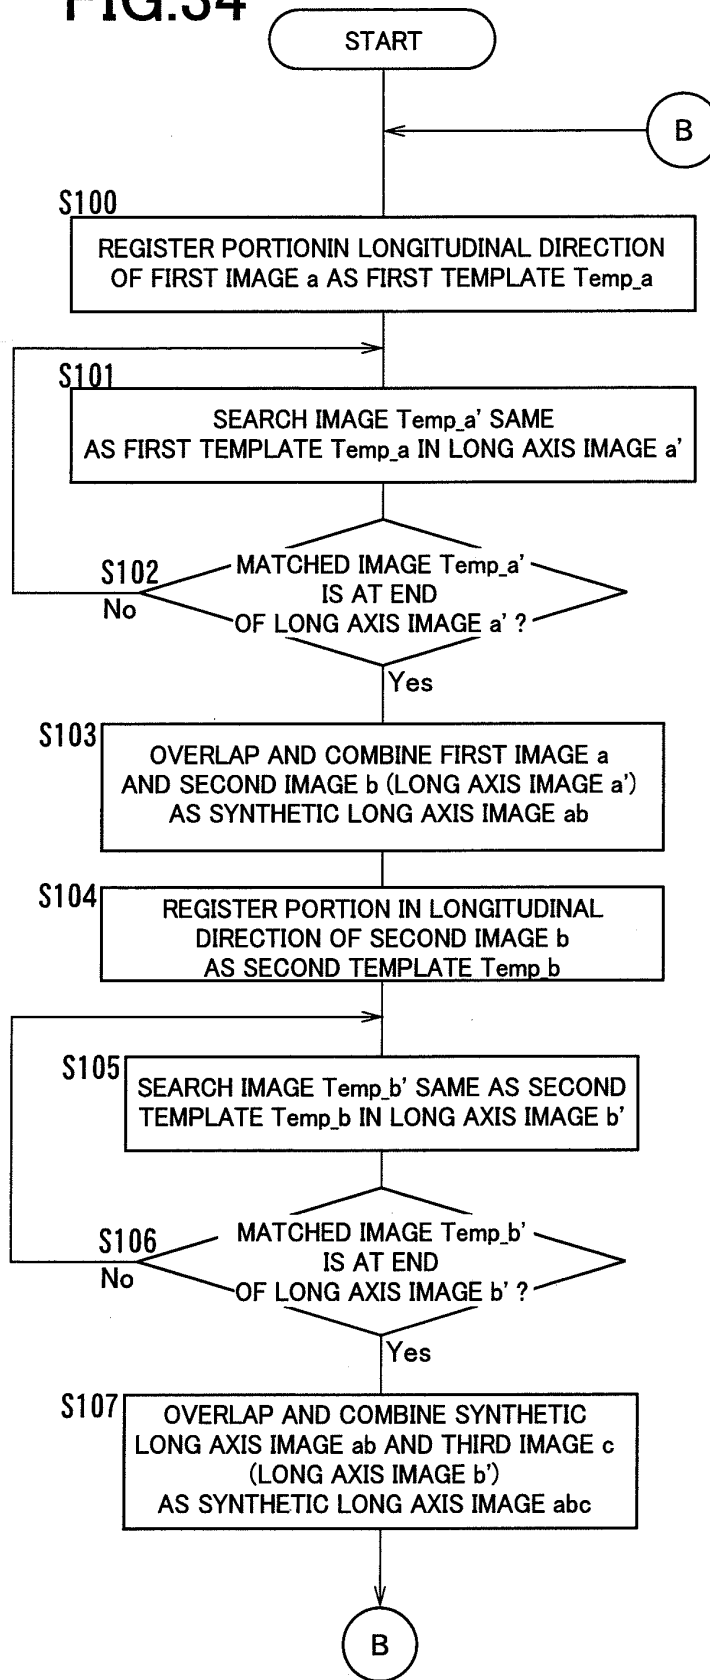 FIG.34
START
B
S100
REGISTER PORTIONIN LONGITUDINAL DIRECTION
OF FIRST IMAGE a AS FIRST TEMPLATE Temp_a
S101
SEARCH IMAGE Temp_a' SAME
AS FIRST TEMPLATE Temp_a IN LONG AXIS IMAGE a'
S102
No
MATCHED IMAGE Temp_a'
IS AT END
OF LONG AXIS IMAGE a' ?
Yes
S103
OVERLAP AND COMBINE FIRST IMAGE a
AND SECOND IMAGE b (LONG AXIS IMAGE a')
AS SYNTHETIC LONG AXIS IMAGE ab
S104
REGISTER PORTION IN LONGITUDINAL
DIRECTION OF SECOND IMAGE b
AS SECOND TEMPLATE Temp_b
S105
SEARCH IMAGE Temp_b' SAME AS SECOND
TEMPLATE Temp_b IN LONG AXIS IMAGE b'
S106
No
MATCHED IMAGE Temp_b'
IS AT END
OF LONG AXIS IMAGE b' ?
Yes
S107
OVERLAP AND COMBINE SYNTHETIC
LONG AXIS IMAGE ab AND THIRD IMAGE c
(LONG AXIS IMAGE b')
AS SYNTHETIC LONG AXIS IMAGE abc
B